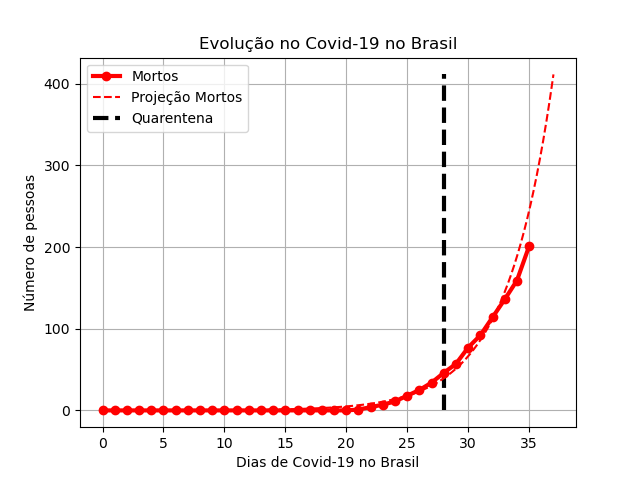 Evolução no Covid-19 no Brasil
Mortos
Projeção Mortos
Quarentena
Número de pessoas
400
300
200
100
0
0 5 10 15 20 25 30 35
Dias de Covid-19 no Brasil